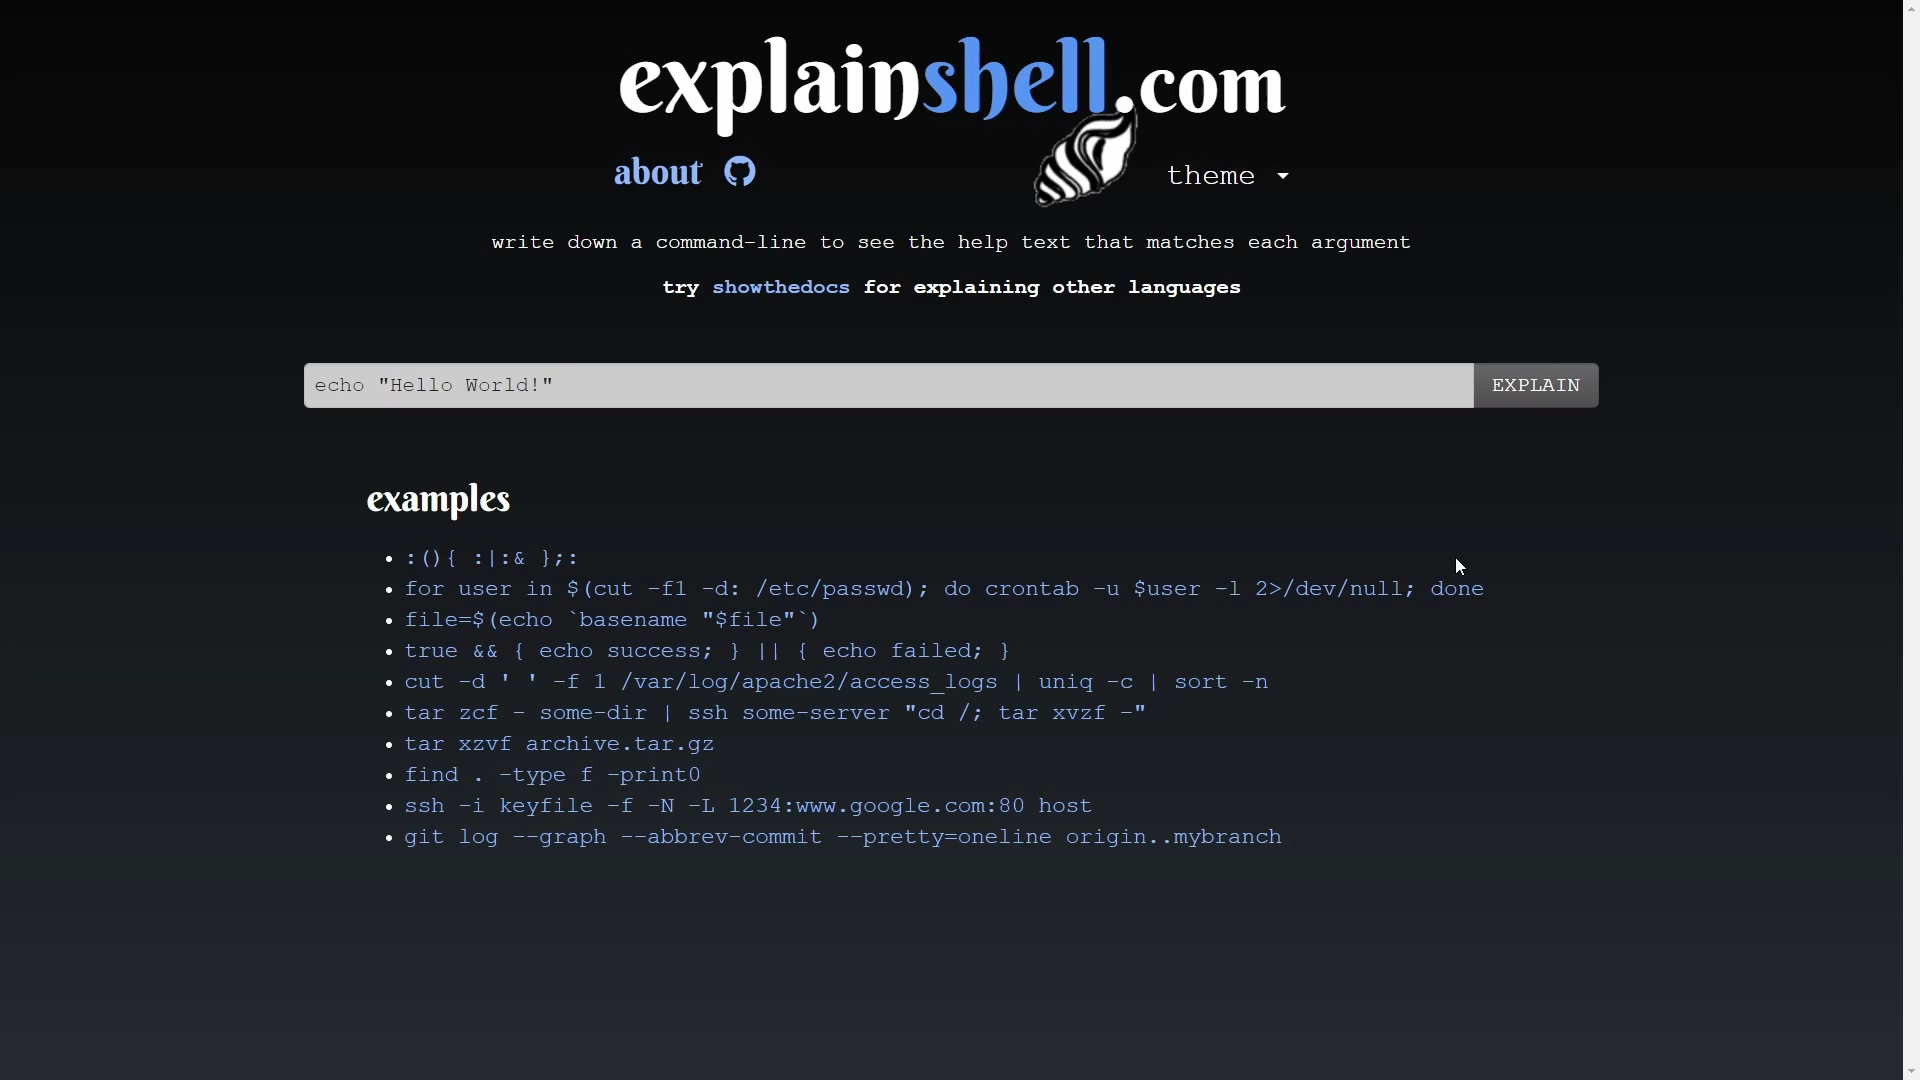 explainshell.com
about theme
write down a command-line to see the help text that matches each argument
try showthedocs for explaining other languages
echo "Hello World!" EXPLAIN
examples
:(){ :|:& };:
for user in $(cut -f1 -d: /etc/passwd); do crontab -u $user -l 2>/dev/null; done
file=$(echo `basename "$file"`)
true && { echo success; } || { echo failed; }
cut -d ' ' -f 1 /var/log/apache2/access_logs | uniq -c | sort -n
tar zcf - some-dir | ssh some-server "cd /; tar xvzf -"
tar xzvf archive.tar.gz
find . -type f -print0
ssh -i keyfile -f -N -L 1234:www.google.com:80 host
git log --graph --abbrev-commit --pretty=oneline origin..mybranch